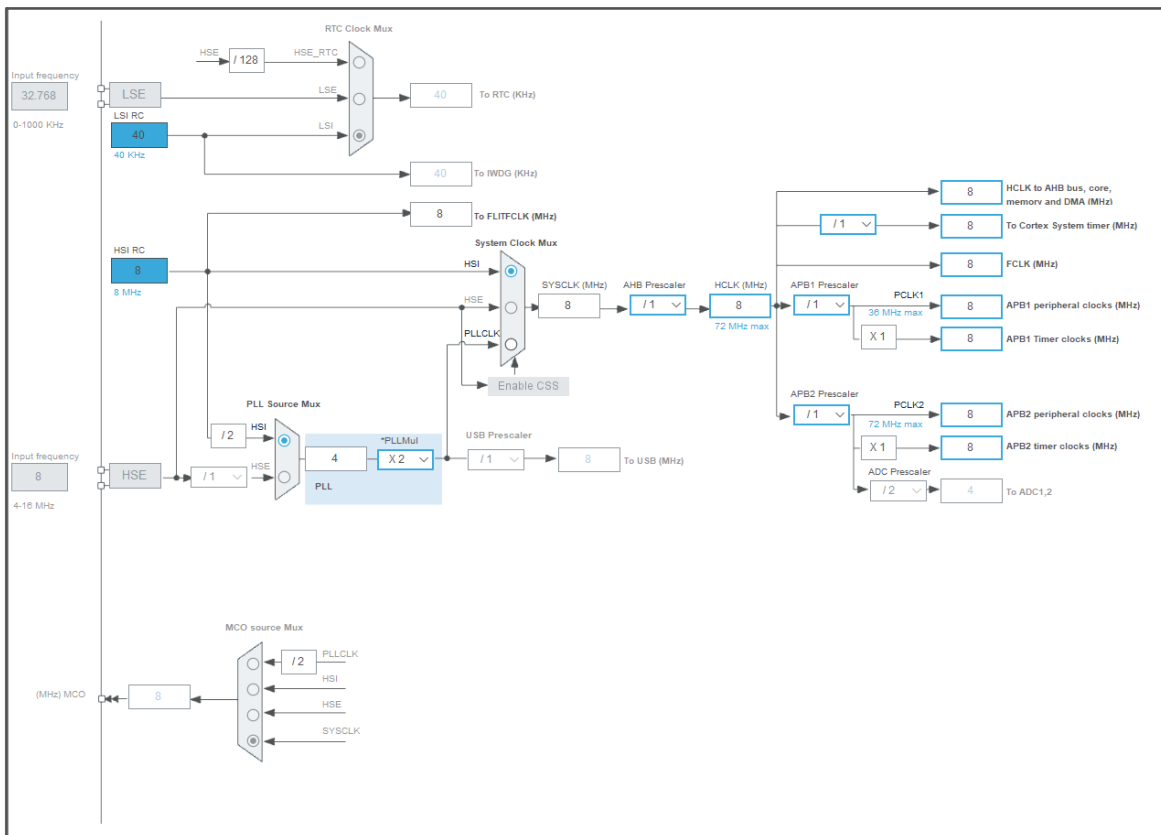 RTC Clock Mux
HSE
/ 128
HSE_RTC
Input frequency
32.768
0-1000 KHz
LSE
LSE
40
To RTC (KHz)
LSI RC
40
40 KHz
LSI
40
To IWDG (KHz)
8
To FLITFCLK (MHz)
HSI RC
8
8 MHz
System Clock Mux
HSI
HSE
PLLCLK
SYSCLK (MHz)
8
AHB Prescaler
/ 1
HCLK (MHz)
8
72 MHz max
Enable CSS
8
HCLK to AHB bus, core,
memory and DMA (MHz)
/ 1
8
To Cortex System timer (MHz)
8
FCLK (MHz)
APB1 Prescaler
/ 1
PCLK1
36 MHz max
8
APB1 peripheral clocks (MHz)
X 1
8
APB1 Timer clocks (MHz)
APB2 Prescaler
/ 1
PCLK2
72 MHz max
8
APB2 peripheral clocks (MHz)
X 1
8
APB2 timer clocks (MHz)
ADC Prescaler
/ 2
4
To ADC1,2
PLL Source Mux
/ 2
HSI
Input frequency
8
4-16 MHz
HSE
/ 1
HSE
4
*PLLMul
X 2
PLL
USB Prescaler
/ 1
8
To USB (MHz)
MCO source Mux
/ 2
PLLCLK
HSI
HSE
SYSCLK
(MHz) MCO
8